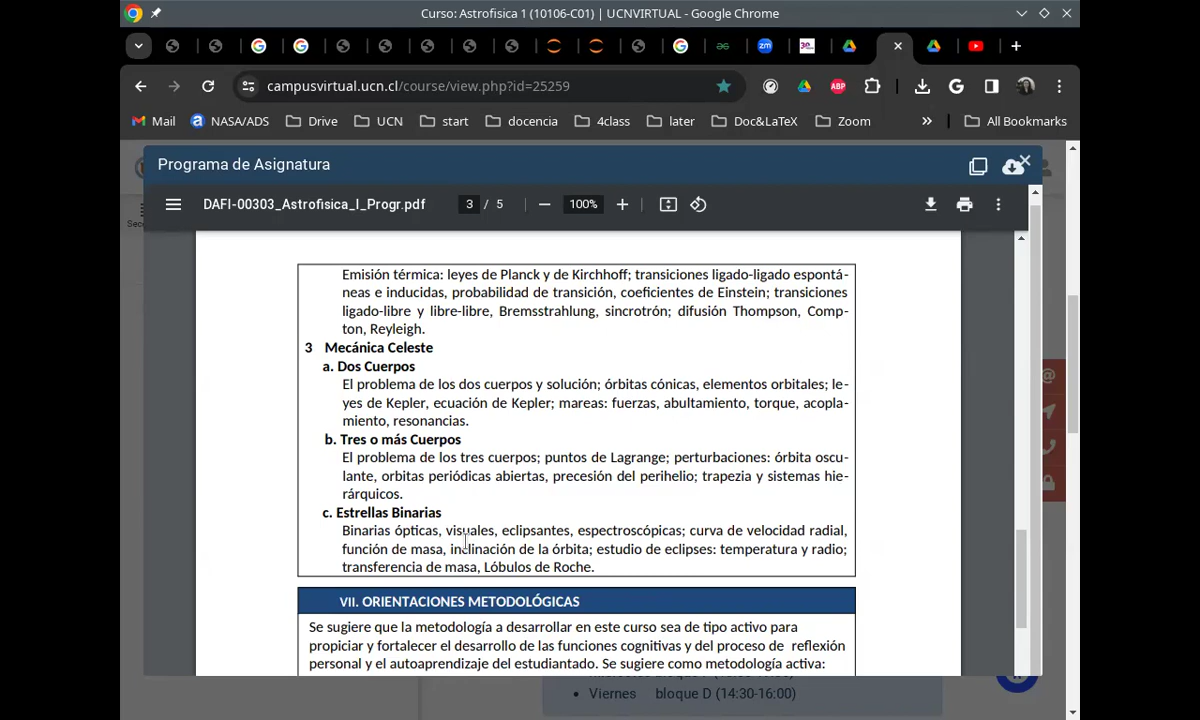 Curso: Astrofisica 1 (10106-C01) | UCNVIRTUAL - Google Chrome
campusvirtual.ucn.cl/course/view.php?id=25259
Mail NASA/ADS Drive UCN start docencia 4class later Doc&LaTeX Zoom » All Bookmarks
Programa de Asignatura
DAFI-00303_Astrofisica_I_Progr.pdf 3 / 5 100%
Emisión térmica: leyes de Planck y de Kirchhoff; transiciones ligado-ligado espontá-
neas e inducidas, probabilidad de transición, coeficientes de Einstein; transiciones
ligado-libre y libre-libre, Bremsstrahlung, sincrotrón; difusión Thompson, Comp-
ton, Reyleigh.
3 Mecánica Celeste
a. Dos Cuerpos
El problema de los dos cuerpos y solución; órbitas cónicas, elementos orbitales; le-
yes de Kepler, ecuación de Kepler; mareas: fuerzas, abultamiento, torque, acopla-
miento, resonancias.
b. Tres o más Cuerpos
El problema de los tres cuerpos; puntos de Lagrange; perturbaciones: órbita oscu-
lante, orbitas periódicas abiertas, precesión del perihelio; trapezia y sistemas hie-
rárquicos.
c. Estrellas Binarias
Binarias ópticas, visuales, eclipsantes, espectroscópicas; curva de velocidad radial,
función de masa, inclinación de la órbita; estudio de eclipses: temperatura y radio;
transferencia de masa, Lóbulos de Roche.
VII. ORIENTACIONES METODOLÓGICAS
Se sugiere que la metodología a desarrollar en este curso sea de tipo activo para
propiciar y fortalecer el desarrollo de las funciones cognitivas y del proceso de reflexión
personal y el autoaprendizaje del estudiantado. Se sugiere como metodología activa:
• Viernes bloque D (14:30-16:00)